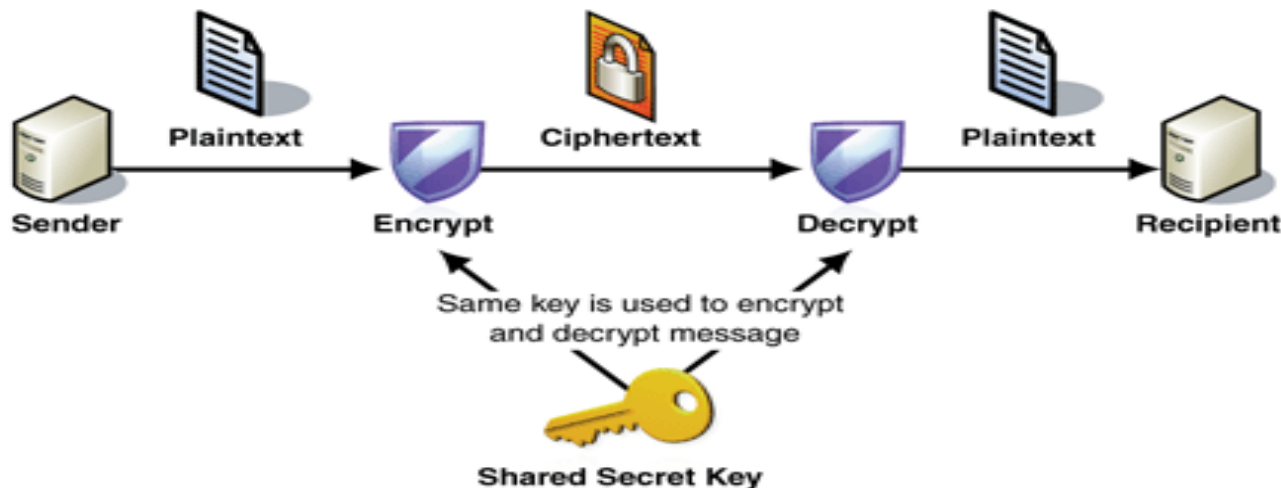 Plaintext
Ciphertext
Plaintext
Sender
Encrypt
Decrypt
Recipient
Same key is used to encrypt
and decrypt message
Shared Secret Key